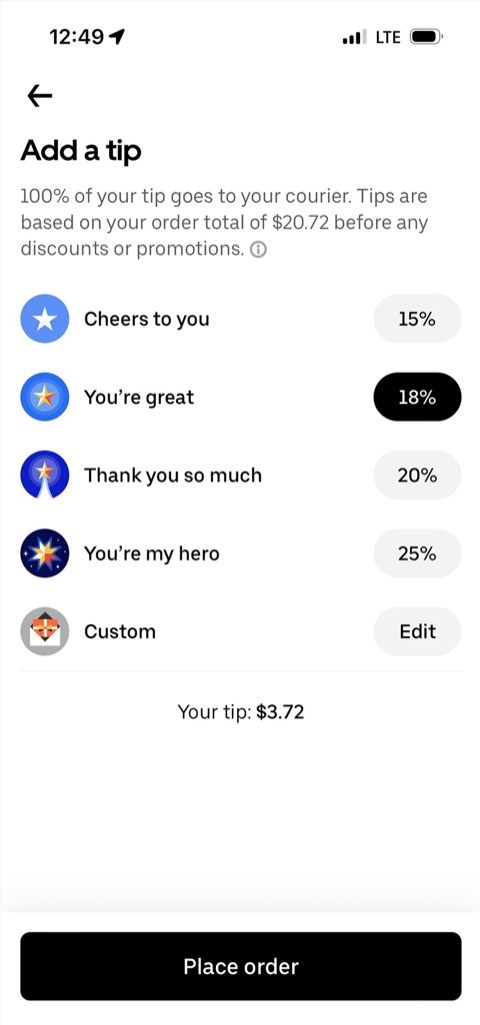 12:49
LTE
Add a tip
100% of your tip goes to your courier. Tips are
based on your order total of $20.72 before any
discounts or promotions.
Cheers to you 15%
You’re great 18%
Thank you so much 20%
You’re my hero 25%
Custom Edit
Your tip: $3.72
Place order